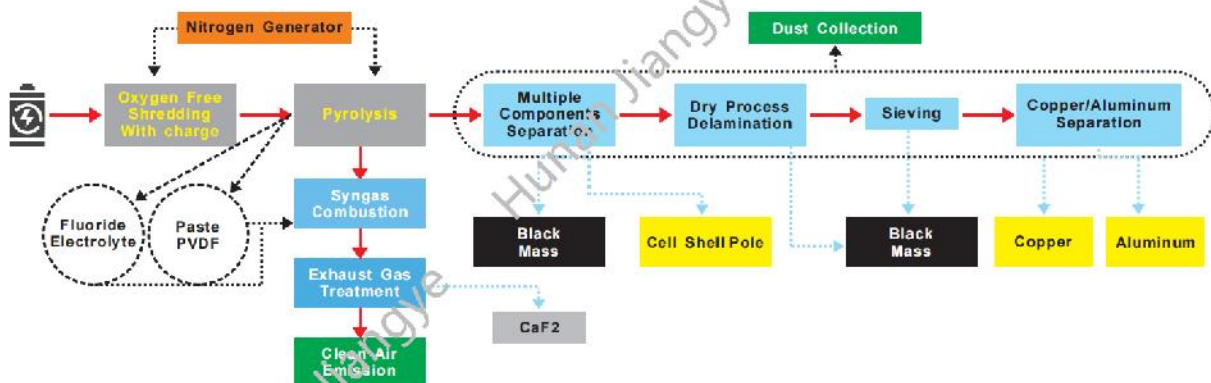 Nitrogen Generator
Dust Collection
Oxygen Free
Shredding
With charge
Pyrolysis
Multiple
Components
Separation
Dry Process
Delamination
Sieving
Copper/Aluminum
Separation
Fluoride
Electrolyte
Paste
PVDF
Syngas
Combustion
Black
Mass
Cell Shell Pole
Black
Mass
Copper
Aluminum
Exhaust Gas
Treatment
CaF2
Clean Air
Emission
Hunan Jiangye
Jiangye